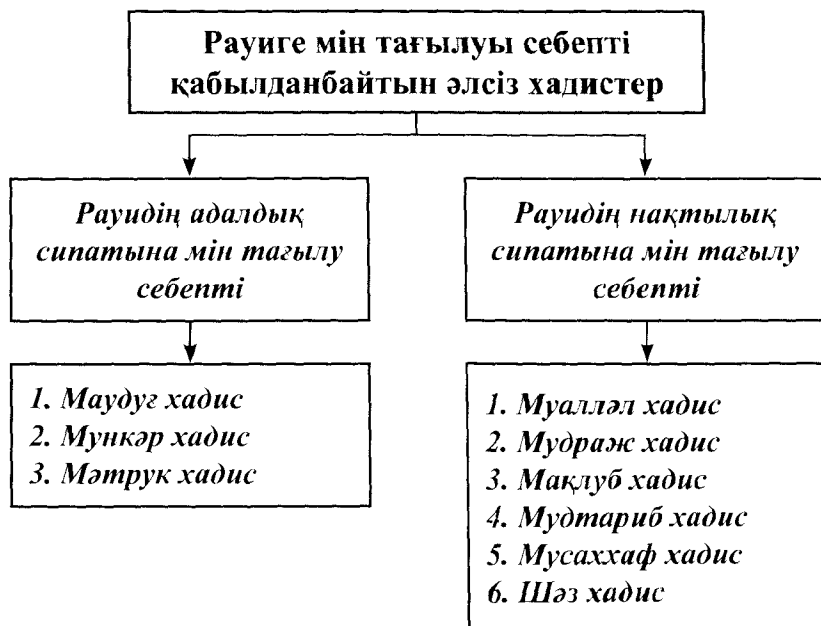 Рауиге мін тағылуы себепті
қабылданбайтын әлсіз хадистер
Рауидің адалдық
сипатына мін тағылу
себепті
1. Маудуғ хадис
2. Мункәр хадис
3. Мәтрук хадис
Рауидің нақтылық
сипатына мін тағылу
себепті
1. Муалләл хадис
2. Мудраж хадис
3. Мақлуб хадис
4. Мудтариб хадис
5. Мусаххаф хадис
6. Шәз хадис